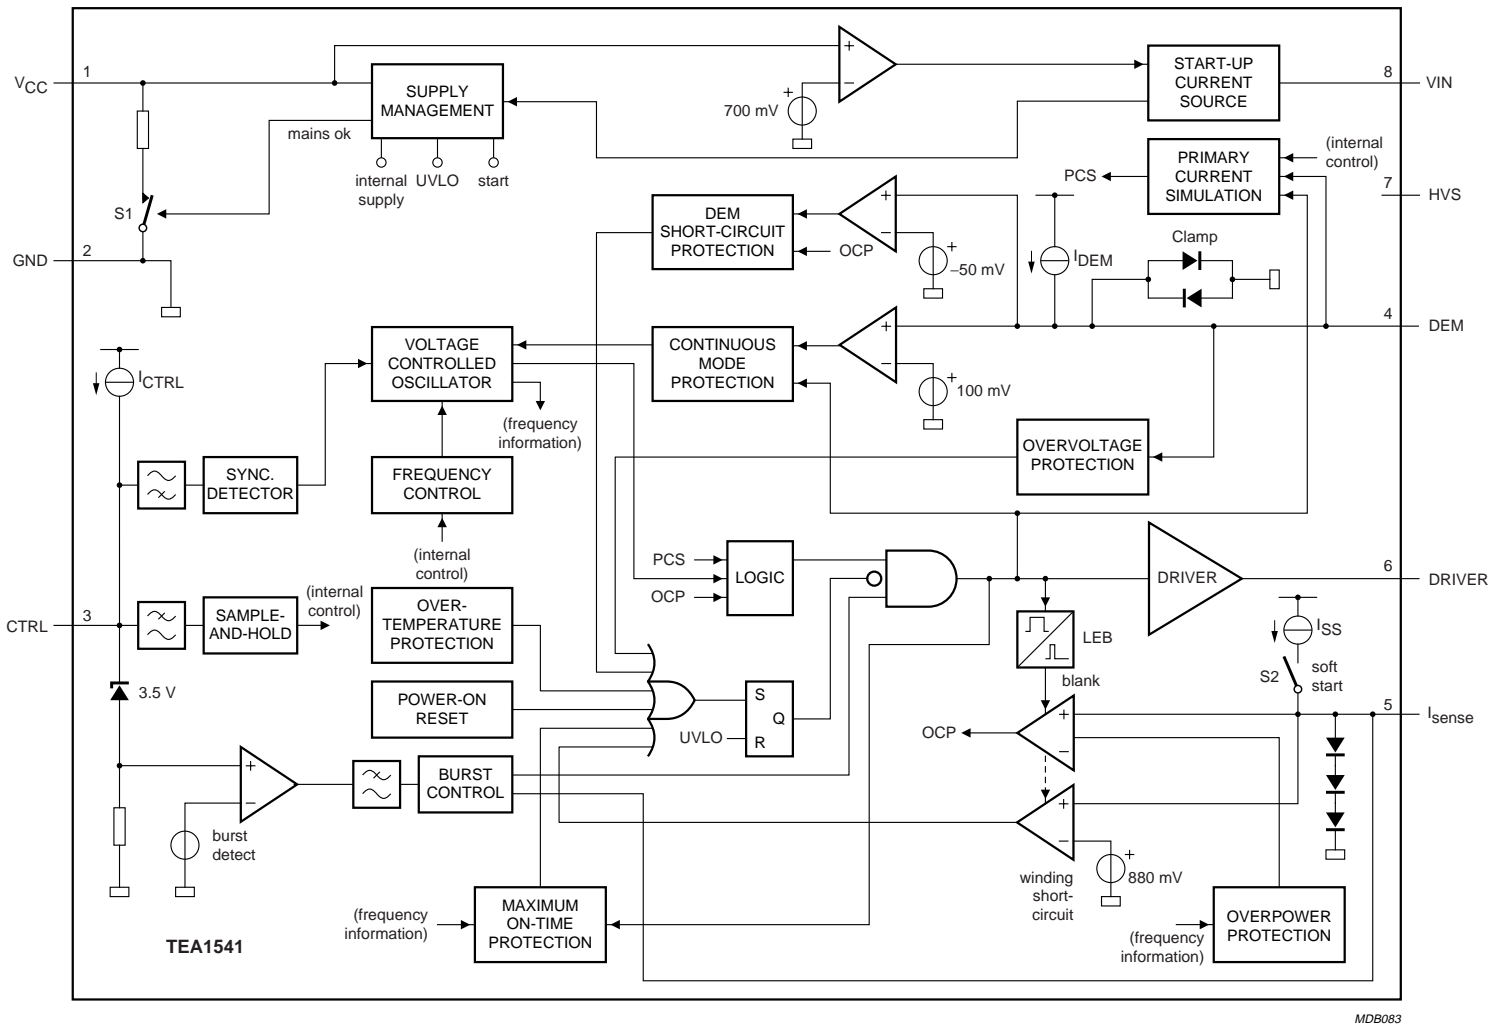 V_CC
1
SUPPLY
MANAGEMENT
mains ok
internal
supply
UVLO
start
S1
GND
2
+
−
700 mV
START-UP
CURRENT
SOURCE
8
VIN
PRIMARY
CURRENT
SIMULATION
PCS
(internal
control)
7
HVS
DEM
SHORT-CIRCUIT
PROTECTION
OCP
+
−
+
−50 mV
I_DEM
Clamp
4
DEM
I_CTRL
VOLTAGE
CONTROLLED
OSCILLATOR
(frequency
information)
CONTINUOUS
MODE
PROTECTION
+
−
+
100 mV
OVERVOLTAGE
PROTECTION
SYNC.
DETECTOR
FREQUENCY
CONTROL
(internal
control)
PCS
OCP
LOGIC
DRIVER
6
DRIVER
CTRL
3
SAMPLE-
AND-HOLD
(internal
control)
OVER-
TEMPERATURE
PROTECTION
LEB
blank
I_SS
S2
soft
start
3.5 V
POWER-ON
RESET
UVLO
S
Q
R
OCP
+
−
5
I_sense
+
−
burst
detect
BURST
CONTROL
+
−
+
880 mV
winding
short-
circuit
(frequency
information)
MAXIMUM
ON-TIME
PROTECTION
(frequency
information)
OVERPOWER
PROTECTION
TEA1541
MDB083